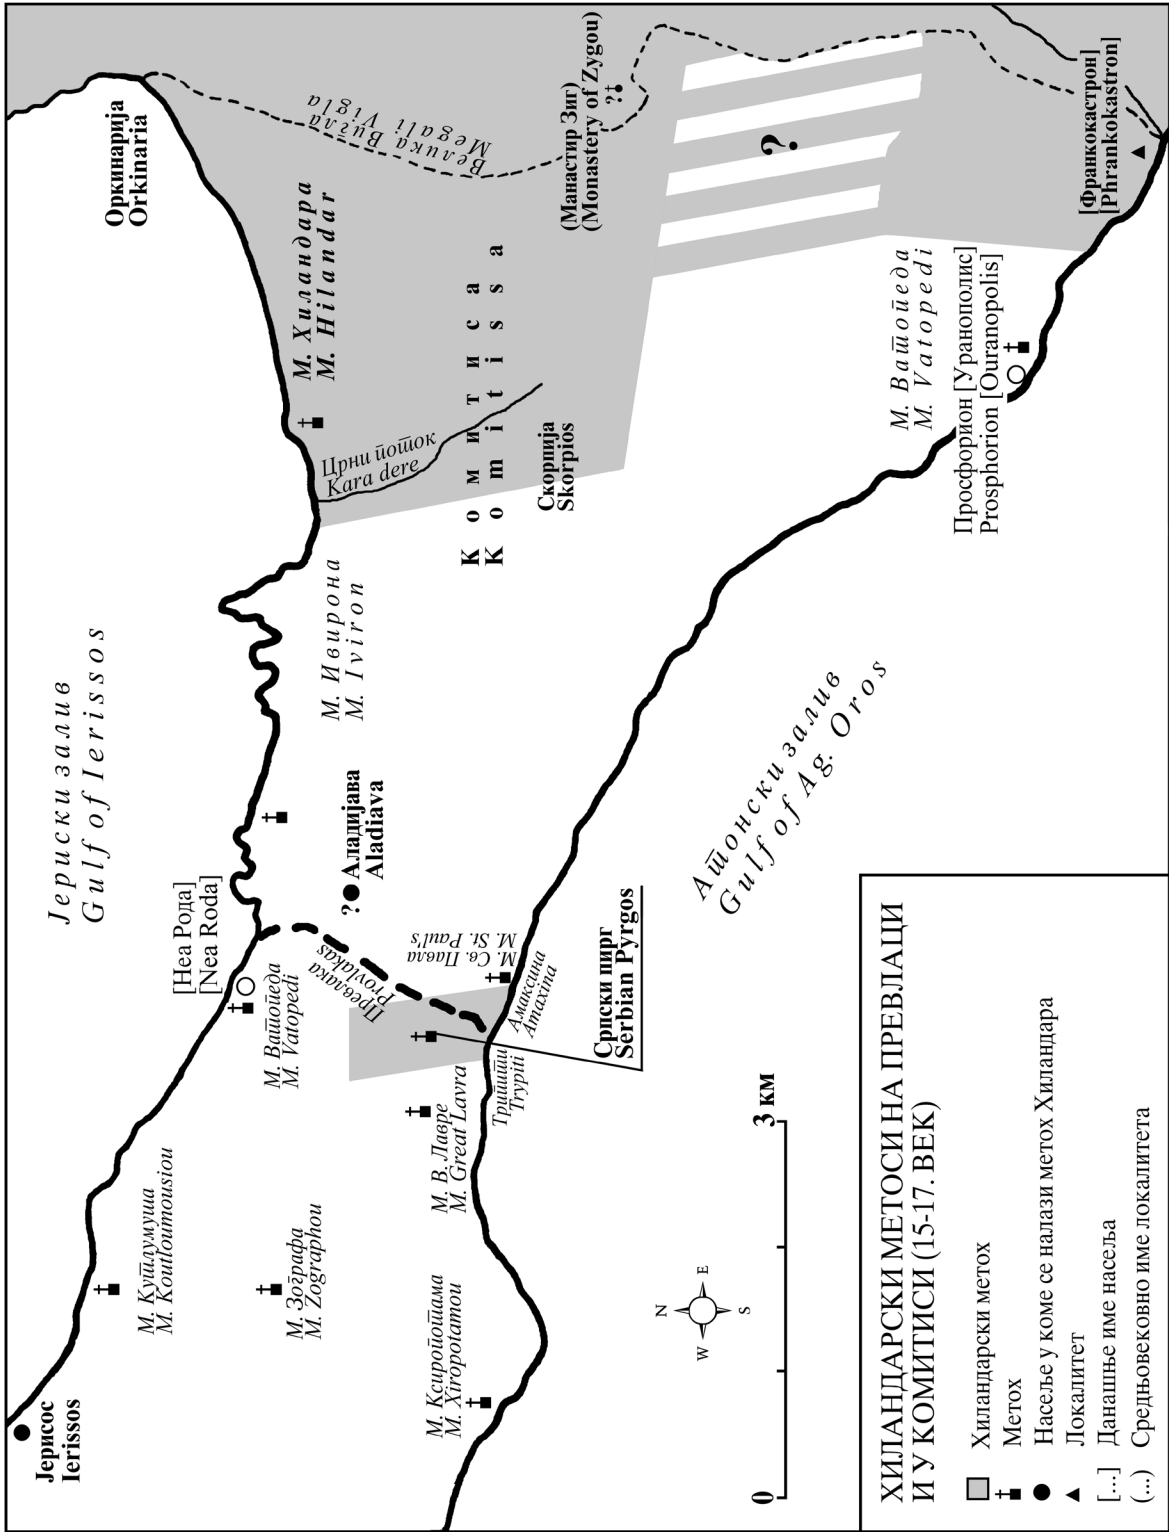 Јериски залив
Gulf of Ierissos
Јерисос
Ierissos
М. Кутлумуша
M. Koutloumousiou
М. Зографа
M. Zographou
М. Ксиропотама
M. Xiropotamou
[Неа Рода]
[Nea Roda]
М. Ватопеда
M. Vatopedi
М. В. Лавре
M. Great Lavra
Превлака
Provlakas
М. Св. Павла
M. St. Paul's
Трипити
Trypiti
Амаксина
Amaxina
Српски пирг
Serbian Pyrgos
?
Аладијава
Aladiava
М. Ивирона
M. Iviron
Црни поток
Kara dere
М. Хиландара
M. Hilandar
Оркинарија
Orkinaria
Велика Вигла
Megali Vigla
Комитиса
Komitissa
Скорпија
Skorpios
(Манастир Зиг)
(Monastery of Zygou)
?
?
М. Ватопеда
M. Vatopedi
Просфорион [Уранополис]
Prosphorion [Ouranopolis]
[Франкокастрон]
[Phrankokastron]
Атонски залив
Gulf of Ag. Oros
N
W
E
S
0
3 км
ХИЛАНДАРСКИ МЕТОСИ НА ПРЕВЛАЦИ
И У КОМИТИСИ (15-17. ВЕК)
Хиландарски метох
Метох
Насеље у коме се налази метох Хиландара
Локалитет
[...] Данашње име насеља
(...) Средњовековно име локалитета